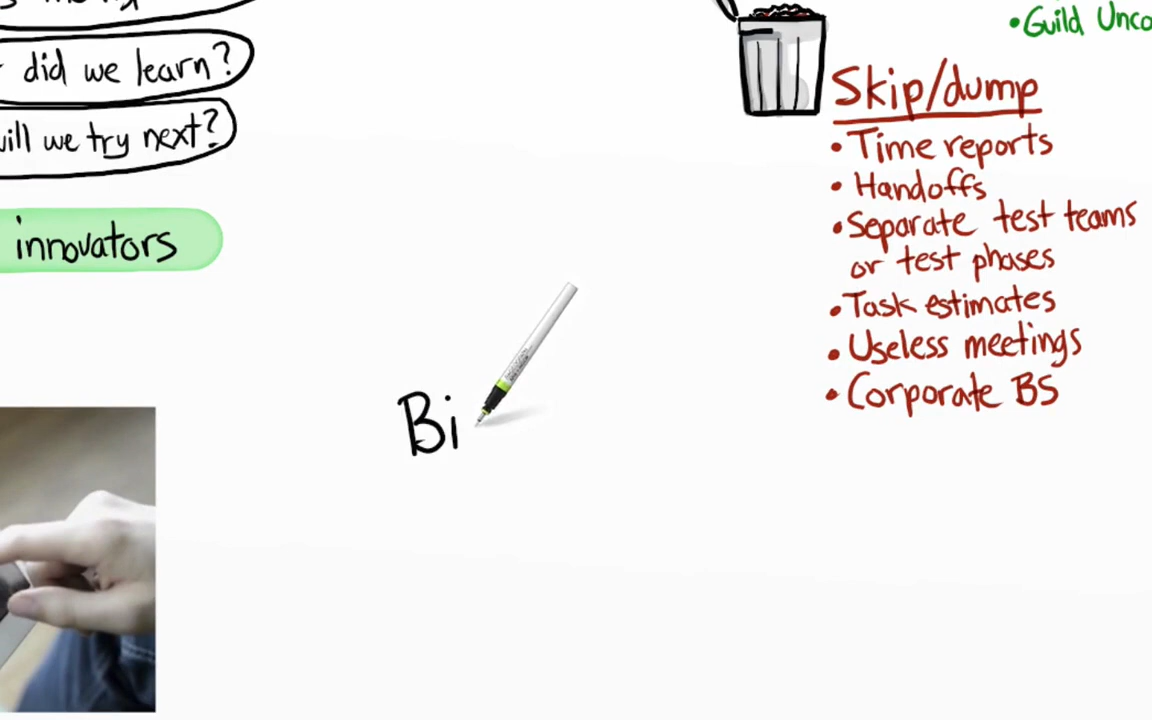 did we learn?
will we try next?
innovators
Bi
• Guild Unco
Skip/dump
• Time reports
• Handoffs
• Separate test teams
or test phases
• Task estimates
• Useless meetings
• Corporate BS